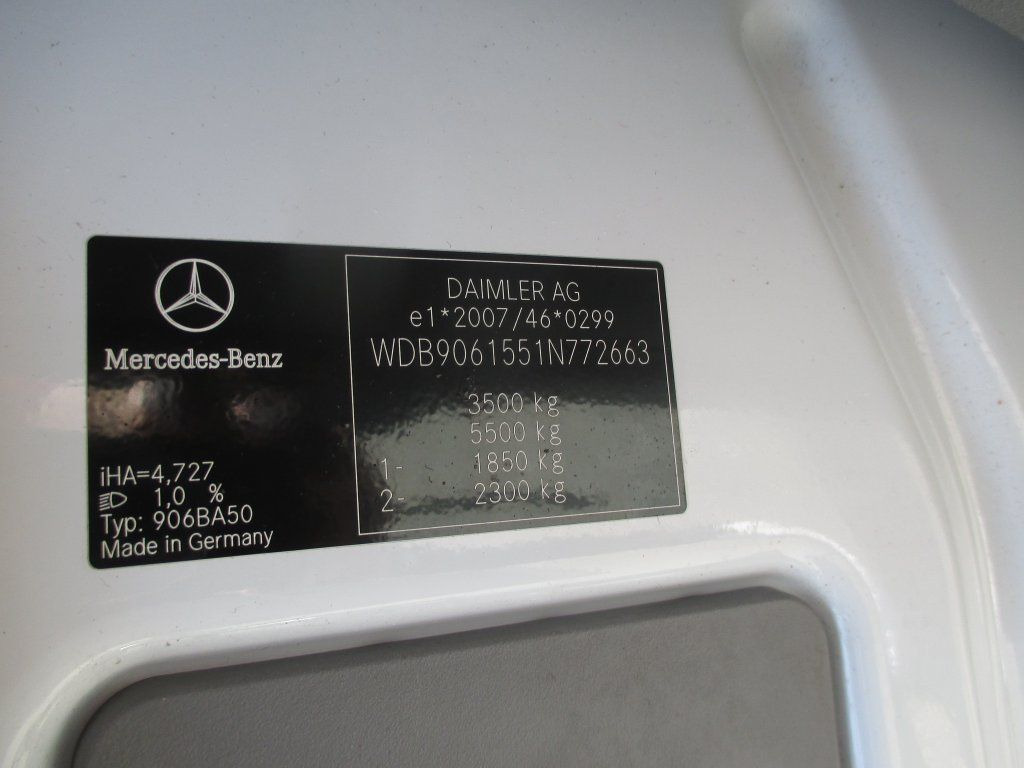 Mercedes-Benz
iHA=4,727
1,0 %
Typ: 906BA50
Made in Germany
DAIMLER AG
e1*2007/46*0299
WDB9061551N772663
3500 kg
5500 kg
1- 1850 kg
2- 2300 kg